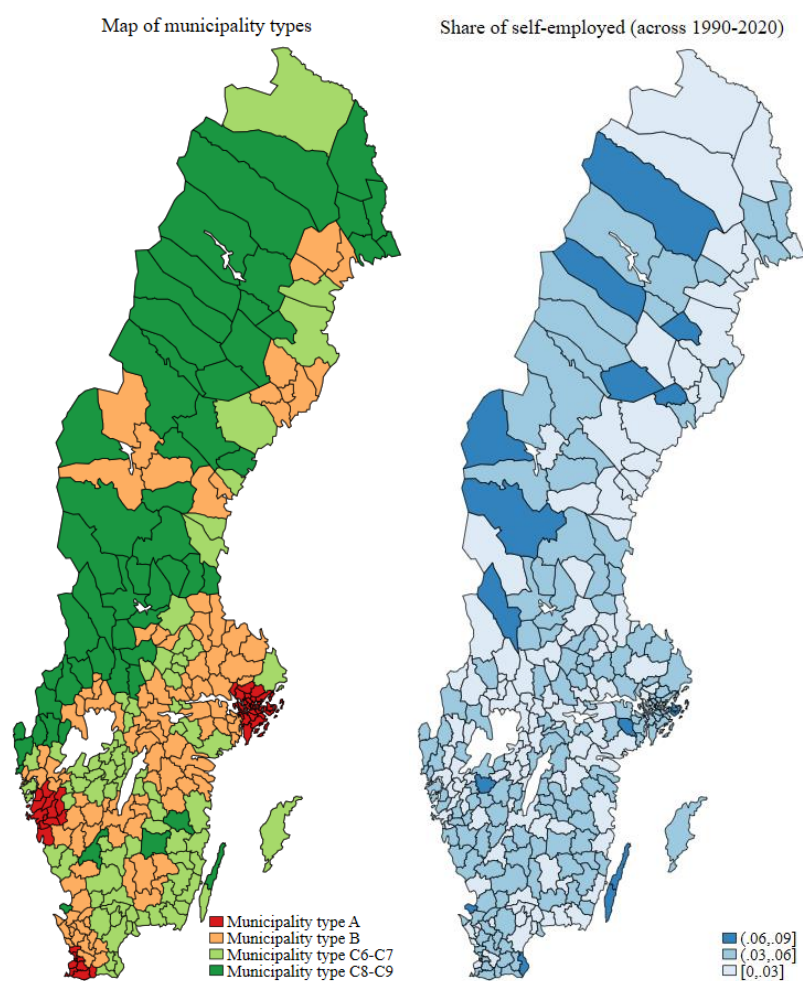 Map of municipality types
Share of self-employed (across 1990-2020)
Municipality type A
Municipality type B
Municipality type C6-C7
Municipality type C8-C9
(.06,.09]
(.03,.06]
[0,.03]